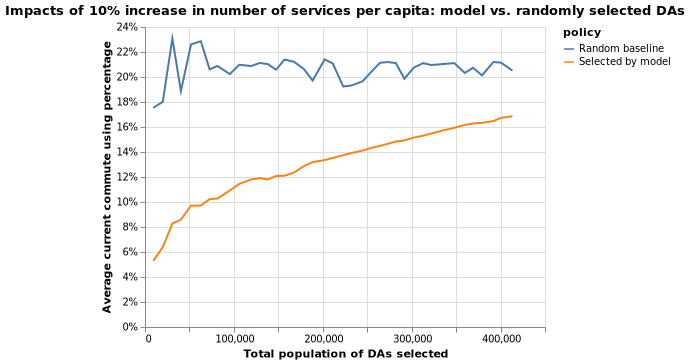 Impacts of 10% increase in number of services per capita: model vs. randomly selected DAs
policy
Random baseline
Selected by model
Average current commute using percentage
24%
22%
20%
18%
16%
14%
12%
10%
8%
6%
4%
2%
0%
0 100,000 200,000 300,000 400,000
Total population of DAs selected